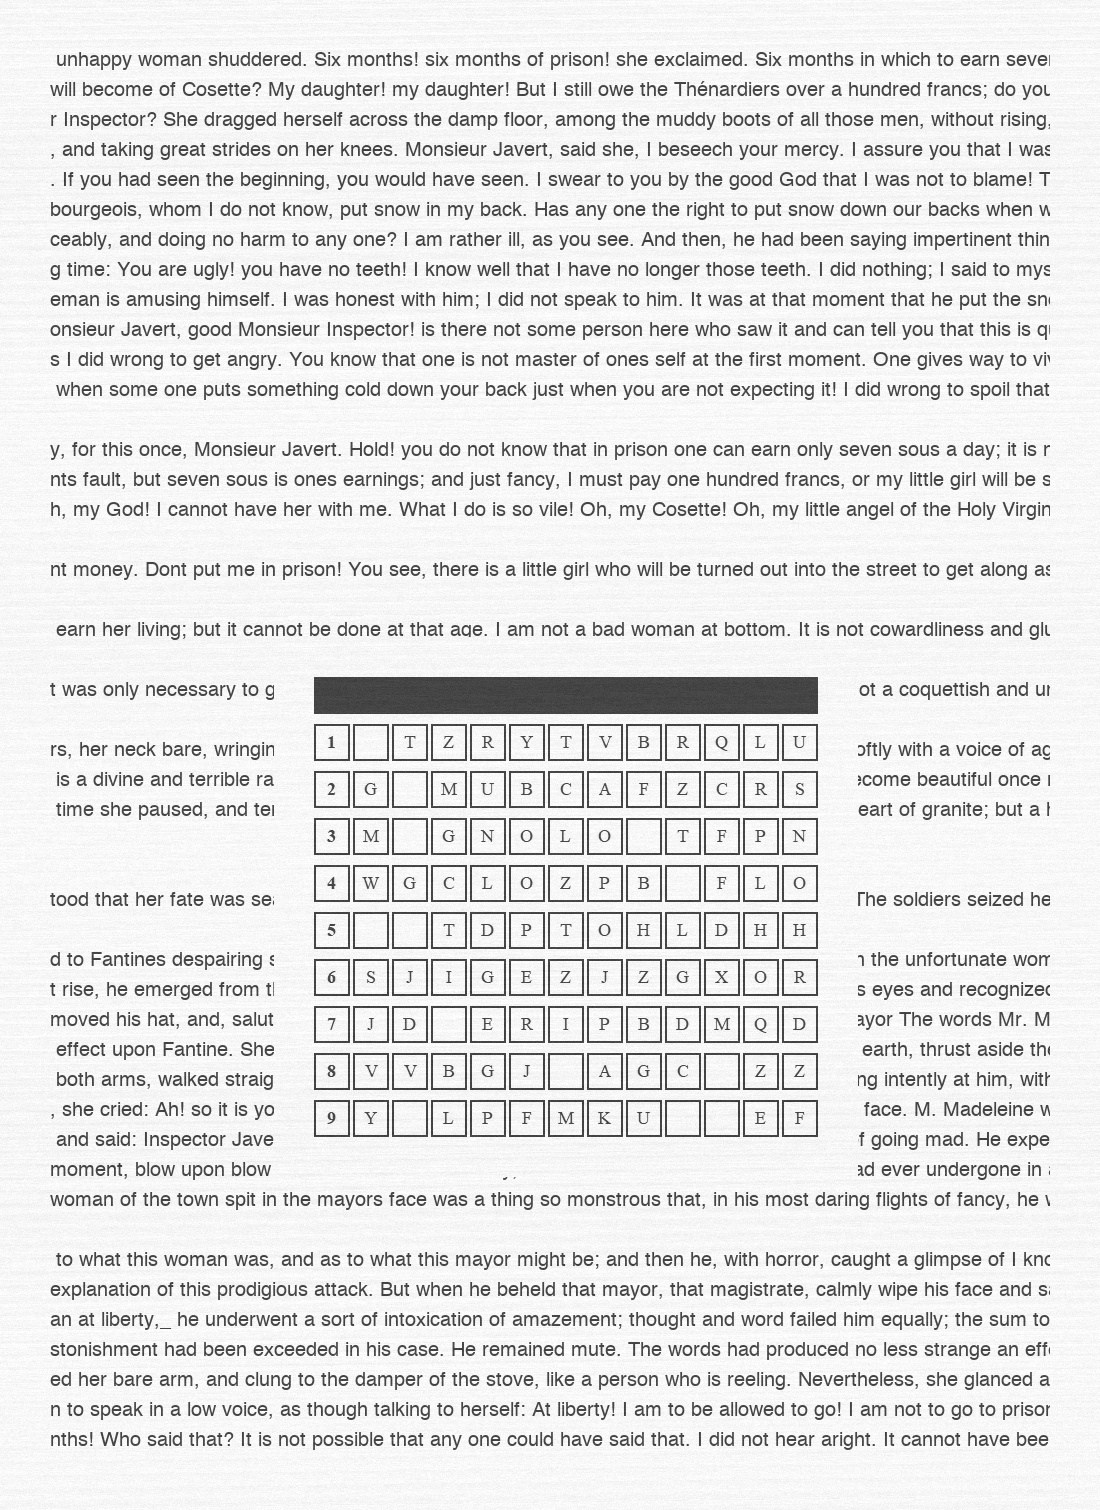 unhappy woman shuddered. Six months! six months of prison! she exclaimed. Six months in which to earn
will become of Cosette? My daughter! my daughter! But I still owe the Thénardiers over a hundred francs; do
r Inspector? She dragged herself across the damp floor, among the muddy boots of all those men, without rising,
, and taking great strides on her knees. Monsieur Javert, said she, I beseech your mercy. I assure you that I was
. If you had seen the beginning, you would have seen. I swear to you by the good God that I was not to blame! T
bourgeois, whom I do not know, put snow in my back. Has any one the right to put snow down our backs when
ceably, and doing no harm to any one? I am rather ill, as you see. And then, he had been saying impertinent thin
g time: You are ugly! you have no teeth! I know well that I have no longer those teeth. I did nothing; I said to mys
eman is amusing himself. I was honest with him; I did not speak to him. It was at that moment that he put the
onsieur Javert, good Monsieur Inspector! is there not some person here who saw it and can tell you that this is
s I did wrong to get angry. You know that one is not master of ones self at the first moment. One gives way to
when some one puts something cold down your back just when you are not expecting it! I did wrong to spoil that
y, for this once, Monsieur Javert. Hold! you do not know that in prison one can earn only seven sous a day; it is
nts fault, but seven sous is ones earnings; and just fancy, I must pay one hundred francs, or my little girl will be s
h, my God! I cannot have her with me. What I do is so vile! Oh, my Cosette! Oh, my little angel of the Holy Virgin
nt money. Dont put me in prison! You see, there is a little girl who will be turned out into the street to get along as
earn her living; but it cannot be done at that age. I am not a bad woman at bottom. It is not cowardliness and
t was only necessary to g ot a coquettish and
rs, her neck bare, wringin oftly with a voice of ag
is a divine and terrible ra ecome beautiful once
time she paused, and ter eart of granite; but a
1 T Z R Y T V B R Q L U
2 G M U B C A F Z C R S
3 M G N O L O T F P N
4 W G C L O Z P B F L O
5 T D P T O H L D H H
6 S J I G E Z J Z G X O R
7 J D E R I P B D M Q D
8 V V B G J A G C Z Z
9 Y L P F M K U E F
tood that her fate was The soldiers seized he
d to Fantines despairing the unfortunate wom
t rise, he emerged from s eyes and recognized
moved his hat, and, salut ayor The words Mr. M
effect upon Fantine. She earth, thrust aside the
both arms, walked straig ng intently at him, with
, she cried: Ah! so it is yo face. M. Madeleine
and said: Inspector Jave f going mad. He expe
moment, blow upon blow ad ever undergone in
woman of the town spit in the mayors face was a thing so monstrous that, in his most daring flights of fancy, he
to what this woman was, and as to what this mayor might be; and then he, with horror, caught a glimpse of I
explanation of this prodigious attack. But when he beheld that mayor, that magistrate, calmly wipe his face and
an at liberty,_ he underwent a sort of intoxication of amazement; thought and word failed him equally; the sum to
stonishment had been exceeded in his case. He remained mute. The words had produced no less strange an
ed her bare arm, and clung to the damper of the stove, like a person who is reeling. Nevertheless, she glanced a
n to speak in a low voice, as though talking to herself: At liberty! I am to be allowed to go! I am not to go to
nths! Who said that? It is not possible that any one could have said that. I did not hear aright. It cannot have bee